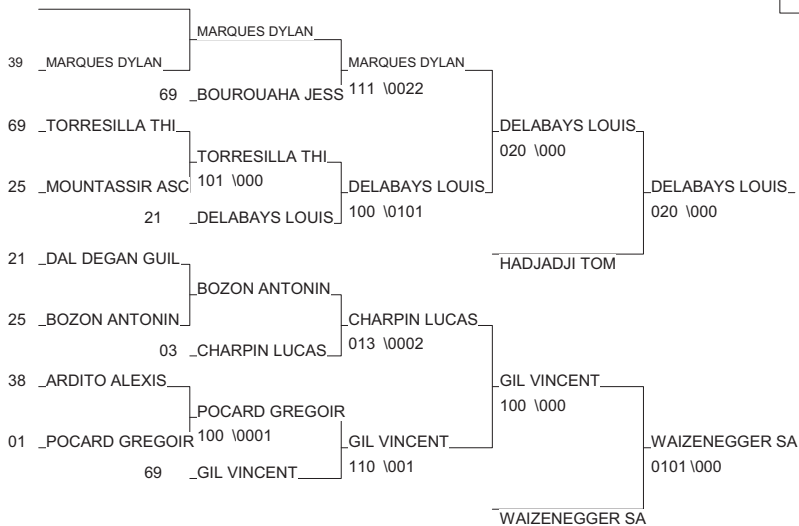 MARQUES DYLAN
39 MARQUES DYLAN MARQUES DYLAN
69 BOUROUAHA JESS 111 \0022
69 TORRESILLA THI DELABAYS LOUIS
020 \000
TORRESILLA THI
25 MOUNTASSIR ASC 101 \000 DELABAYS LOUIS DELABAYS LOUIS
21 DELABAYS LOUIS 100 \0101 020 \000
21 DAL DEGAN GUIL HADJADJI TOM
BOZON ANTONIN
25 BOZON ANTONIN CHARPIN LUCAS
03 CHARPIN LUCAS 013 \0002
38 ARDITO ALEXIS GIL VINCENT
100 \000
POCARD GREGOIR
01 POCARD GREGOIR 100 \0001 GIL VINCENT WAIZENEGGER SA
69 GIL VINCENT 110 \001 0101 \000
WAIZENEGGER SA